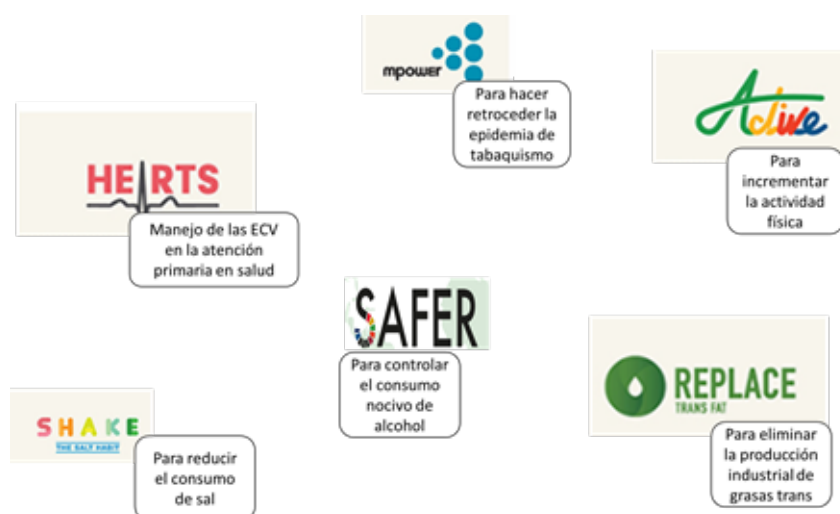 mpower
Para hacer
retroceder la
epidemia de
tabaquismo
Active
Para
incrementar
la actividad
física
HEARTS
Manejo de las ECV
en la atención
primaria en salud
SAFER
Para controlar
el consumo
nocivo de
alcohol
REPLACE
TRANS FAT
Para eliminar
la producción
industrial de
grasas trans
SHAKE
THE SALT HABIT
Para reducir
el consumo
de sal